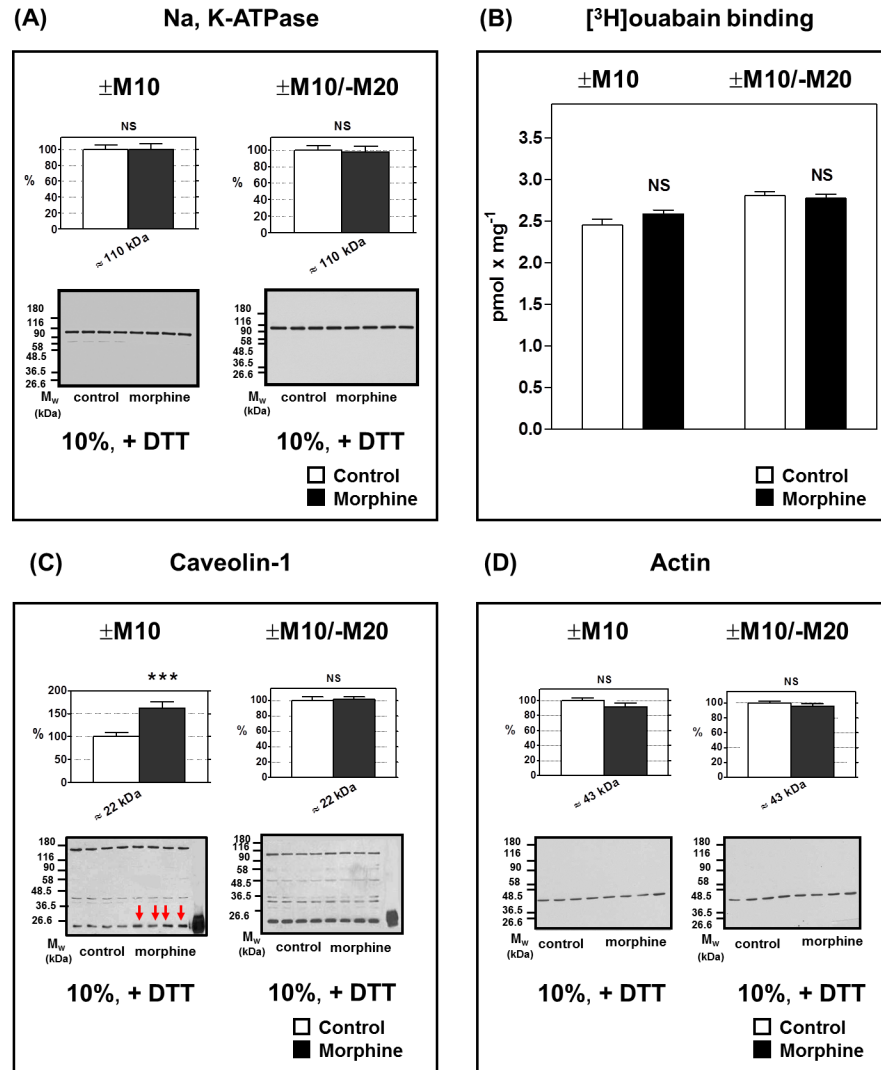 (A) Na, K-ATPase
±M10 ±M10/-M20
NS NS
100 100
80 80
% %
60 60
40 40
20 20
0 0
≈ 110 kDa ≈ 110 kDa
180 180
116 116
90 90
58 58
48.5 48.5
36.5 36.5
26.6 26.6
Mw control morphine Mw control morphine
(kDa) (kDa)
10%, + DTT 10%, + DTT
Control
Morphine
(B) [³H]ouabain binding
±M10 ±M10/-M20
pmol x mg⁻¹
3.5
3.0
2.5
2.0
1.5
1.0
0.5
0.0
NS NS
Control
Morphine
(C) Caveolin-1
±M10 ±M10/-M20
*** NS
200 100
150 80
% %
100 60
50 40
0 20
0
≈ 22 kDa ≈ 22 kDa
180 180
116 116
90 90
58 58
48.5 48.5
36.5 36.5
26.6 26.6
Mw control morphine Mw control morphine
(kDa) (kDa)
10%, + DTT 10%, + DTT
Control
Morphine
(D) Actin
±M10 ±M10/-M20
NS NS
100 100
80 80
% %
60 60
40 40
20 20
0 0
≈ 43 kDa ≈ 43 kDa
180 180
116 116
90 90
58 58
48.5 48.5
36.5 36.5
26.6 26.6
Mw control morphine Mw control morphine
(kDa) (kDa)
10%, + DTT 10%, + DTT
Control
Morphine